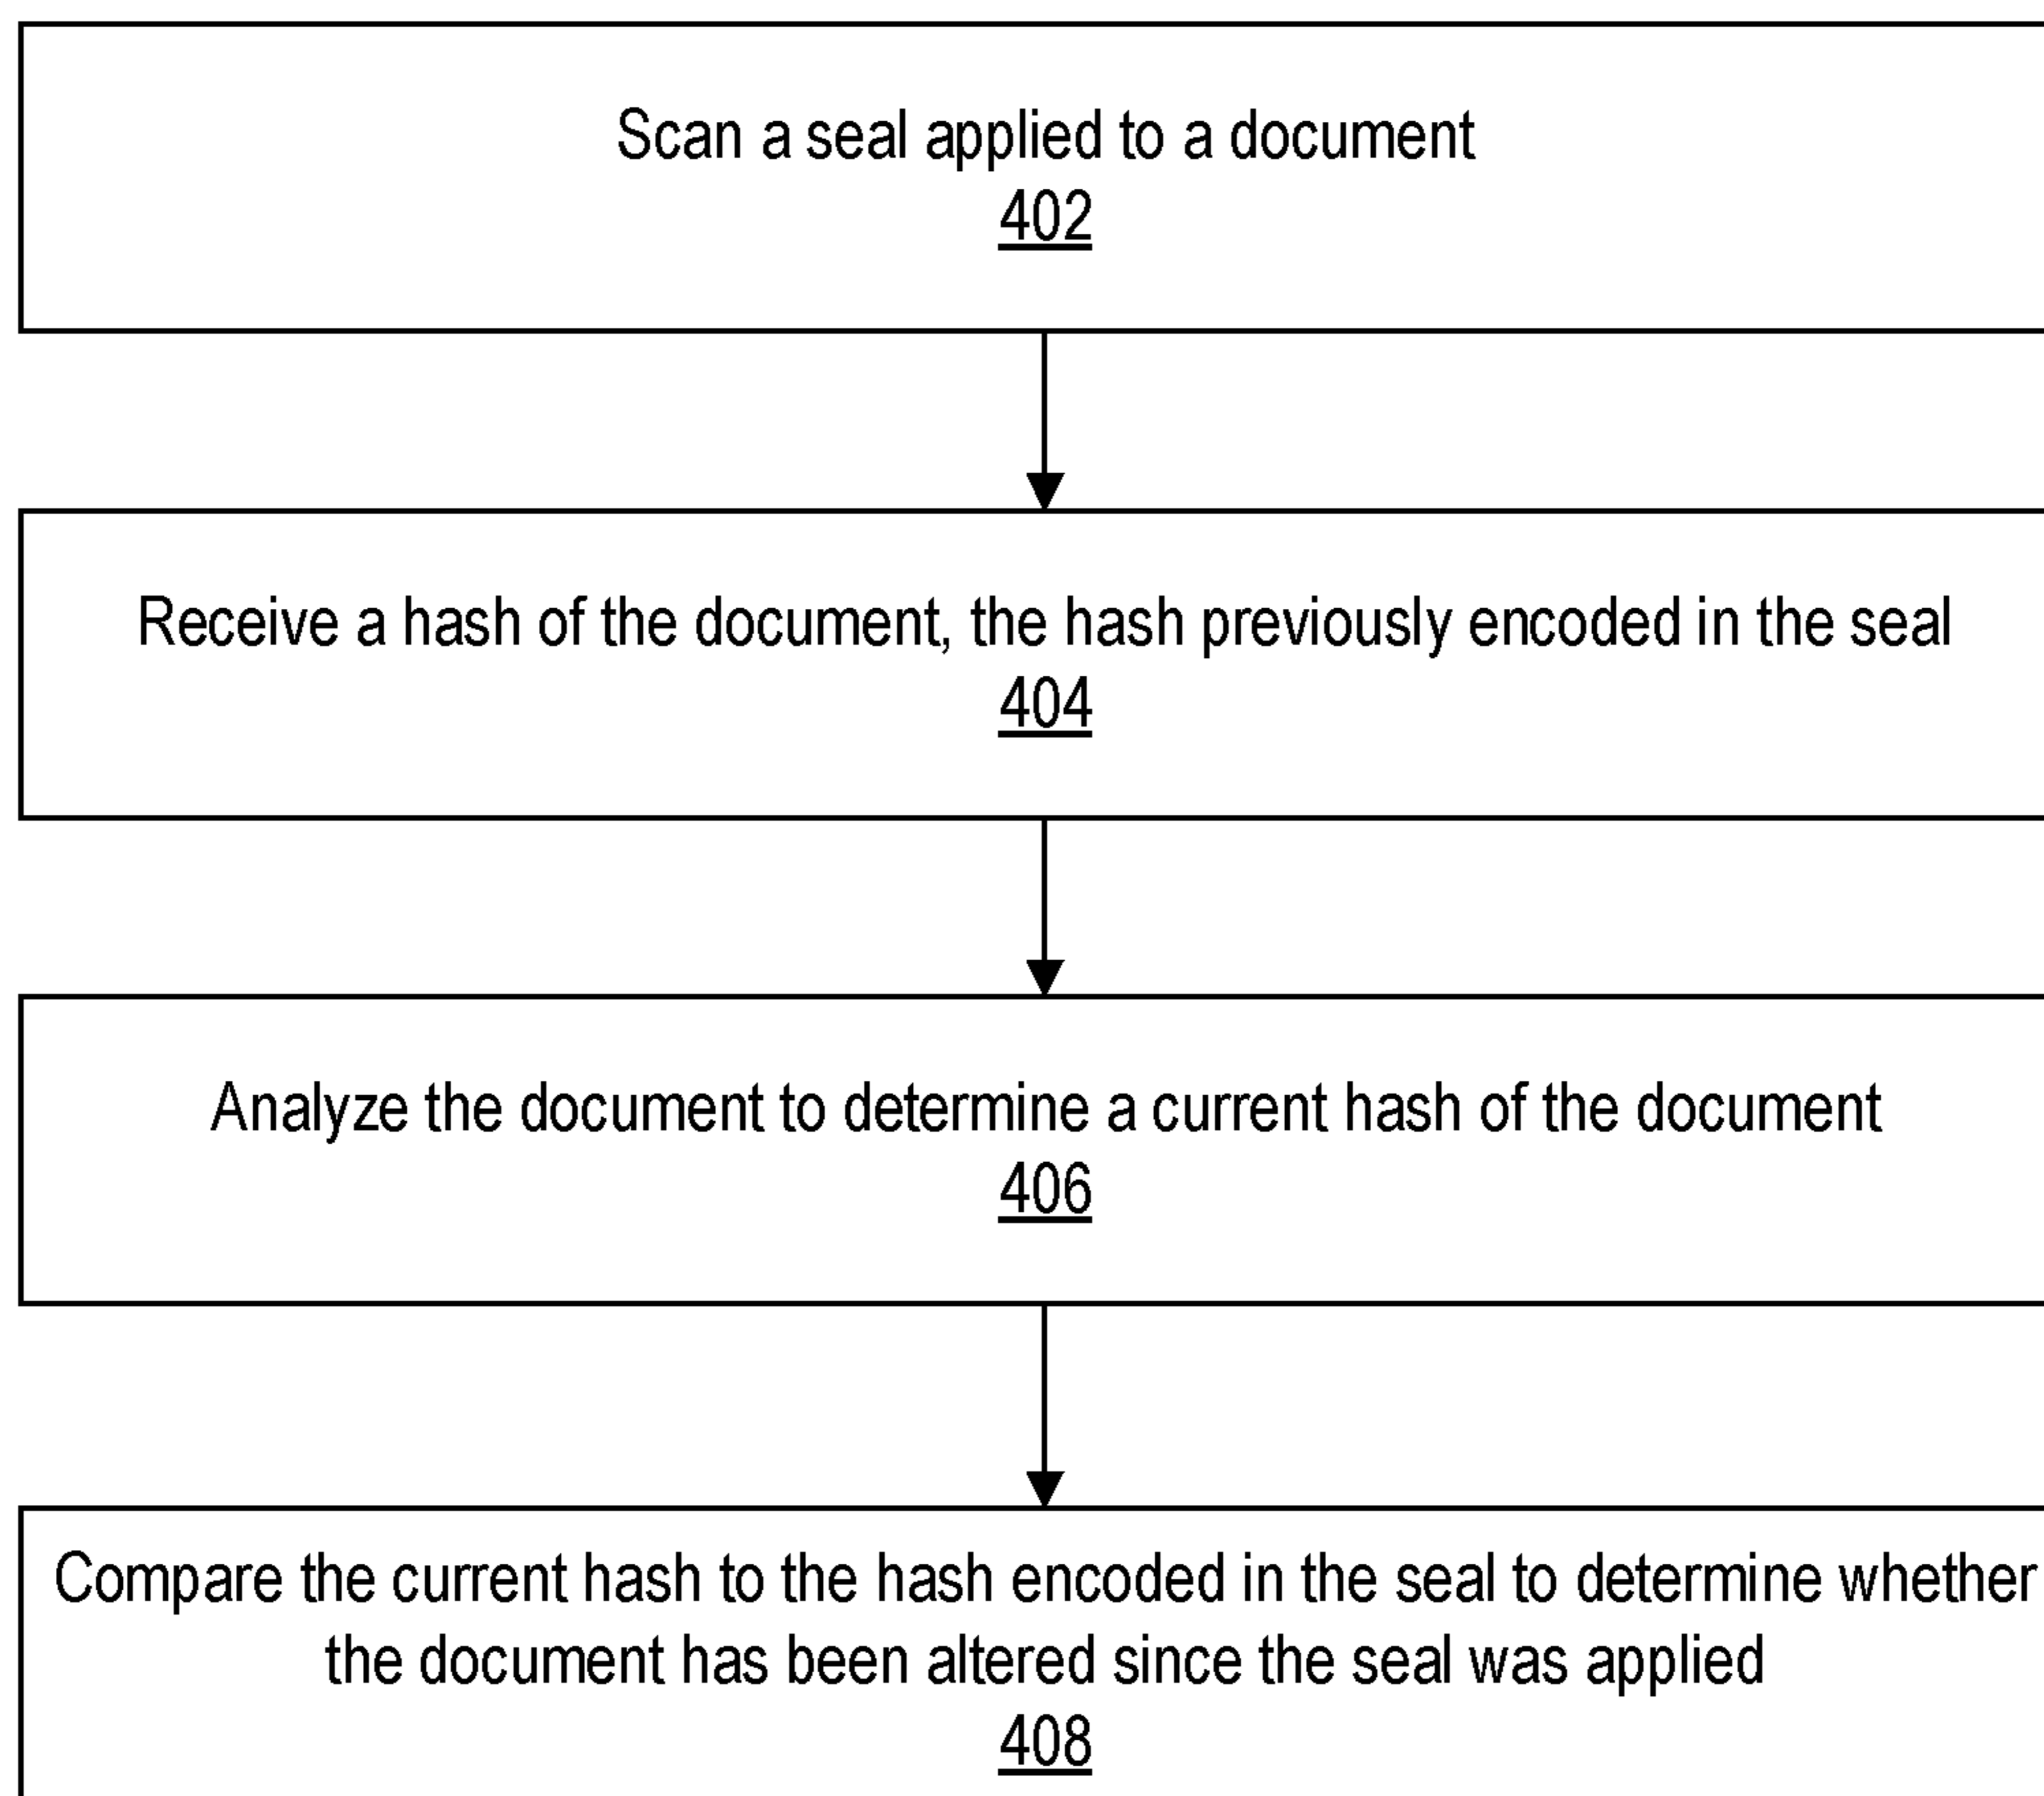 Scan a seal applied to a document
402
Receive a hash of the document, the hash previously encoded in the seal
404
Analyze the document to determine a current hash of the document
406
Compare the current hash to the hash encoded in the seal to determine whether
the document has been altered since the seal was applied
408